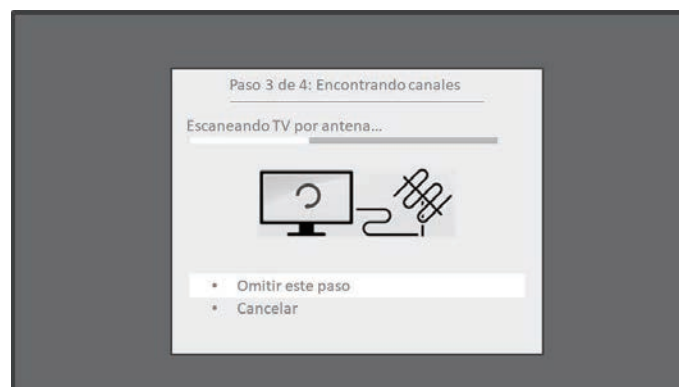 Paso 3 de 4: Encontrando canales
Escaneando TV por antena...
• Omitir este paso
• Cancelar